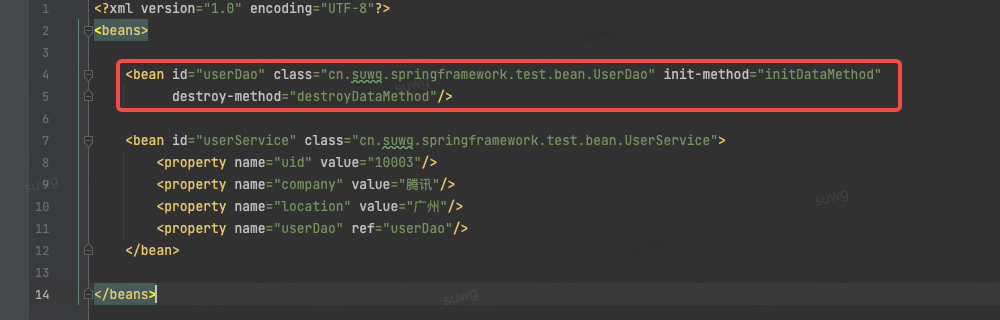 1 <?xml version="1.0" encoding="UTF-8"?>
2 <beans>
3
4 <bean id="userDao" class="cn.suwg.springframework.test.bean.UserDao" init-method="initDataMethod"
5 destroy-method="destroyDataMethod"/>
6
7 <bean id="userService" class="cn.suwg.springframework.test.bean.UserService">
8 <property name="uid" value="10003"/>
9 <property name="company" value="腾讯"/>
10 <property name="location" value="广州"/>
11 <property name="userDao" ref="userDao"/>
12 </bean>
13
14 </beans>
suwg
suwg
suwg
suwg
suwg